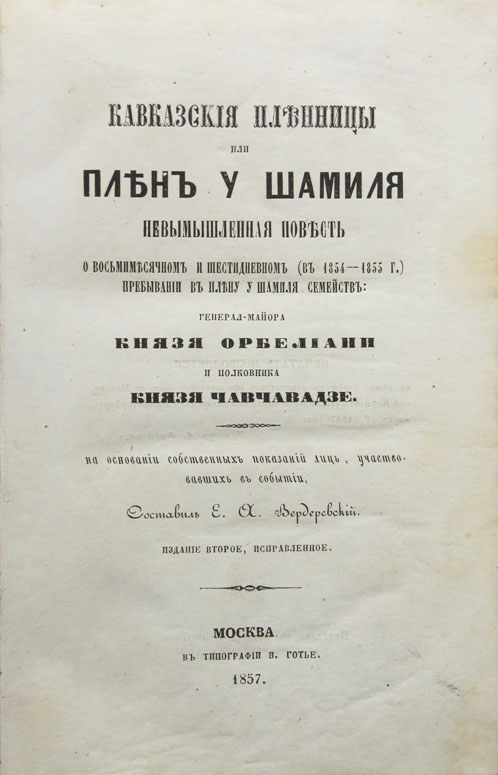 КАВКАЗСКІЯ ПЛѢННИЦЫ
ИЛИ
ПЛѢНЪ У ШАМИЛЯ
НЕВЫМЫШЛЕННАЯ ПОВѢСТЬ
О ВОСЬМИМѢСЯЧНОМЪ И ШЕСТИДНЕВНОМЪ (ВЪ 1854—1855 Г.)
ПРЕБЫВАНІИ ВЪ ПЛѢНУ У ШАМИЛЯ СЕМЕЙСТВЪ:
ГЕНЕРАЛ-МАЙОРА
КНЯЗЯ ОРБЕЛІАНИ
И ПОЛКОВНИКА
КНЯЗЯ ЧАВЧАВАДЗЕ.
на основаніи собственныхъ показаній лицъ, участво-
вавшихъ въ событіи,
Составилъ Е. А. Вердеревскій.
ИЗДАНІЕ ВТОРОЕ, ИСПРАВЛЕННОЕ.
МОСКВА.
ВЪ ТИПОГРАФІИ В. ГОТЬЕ.
1857.